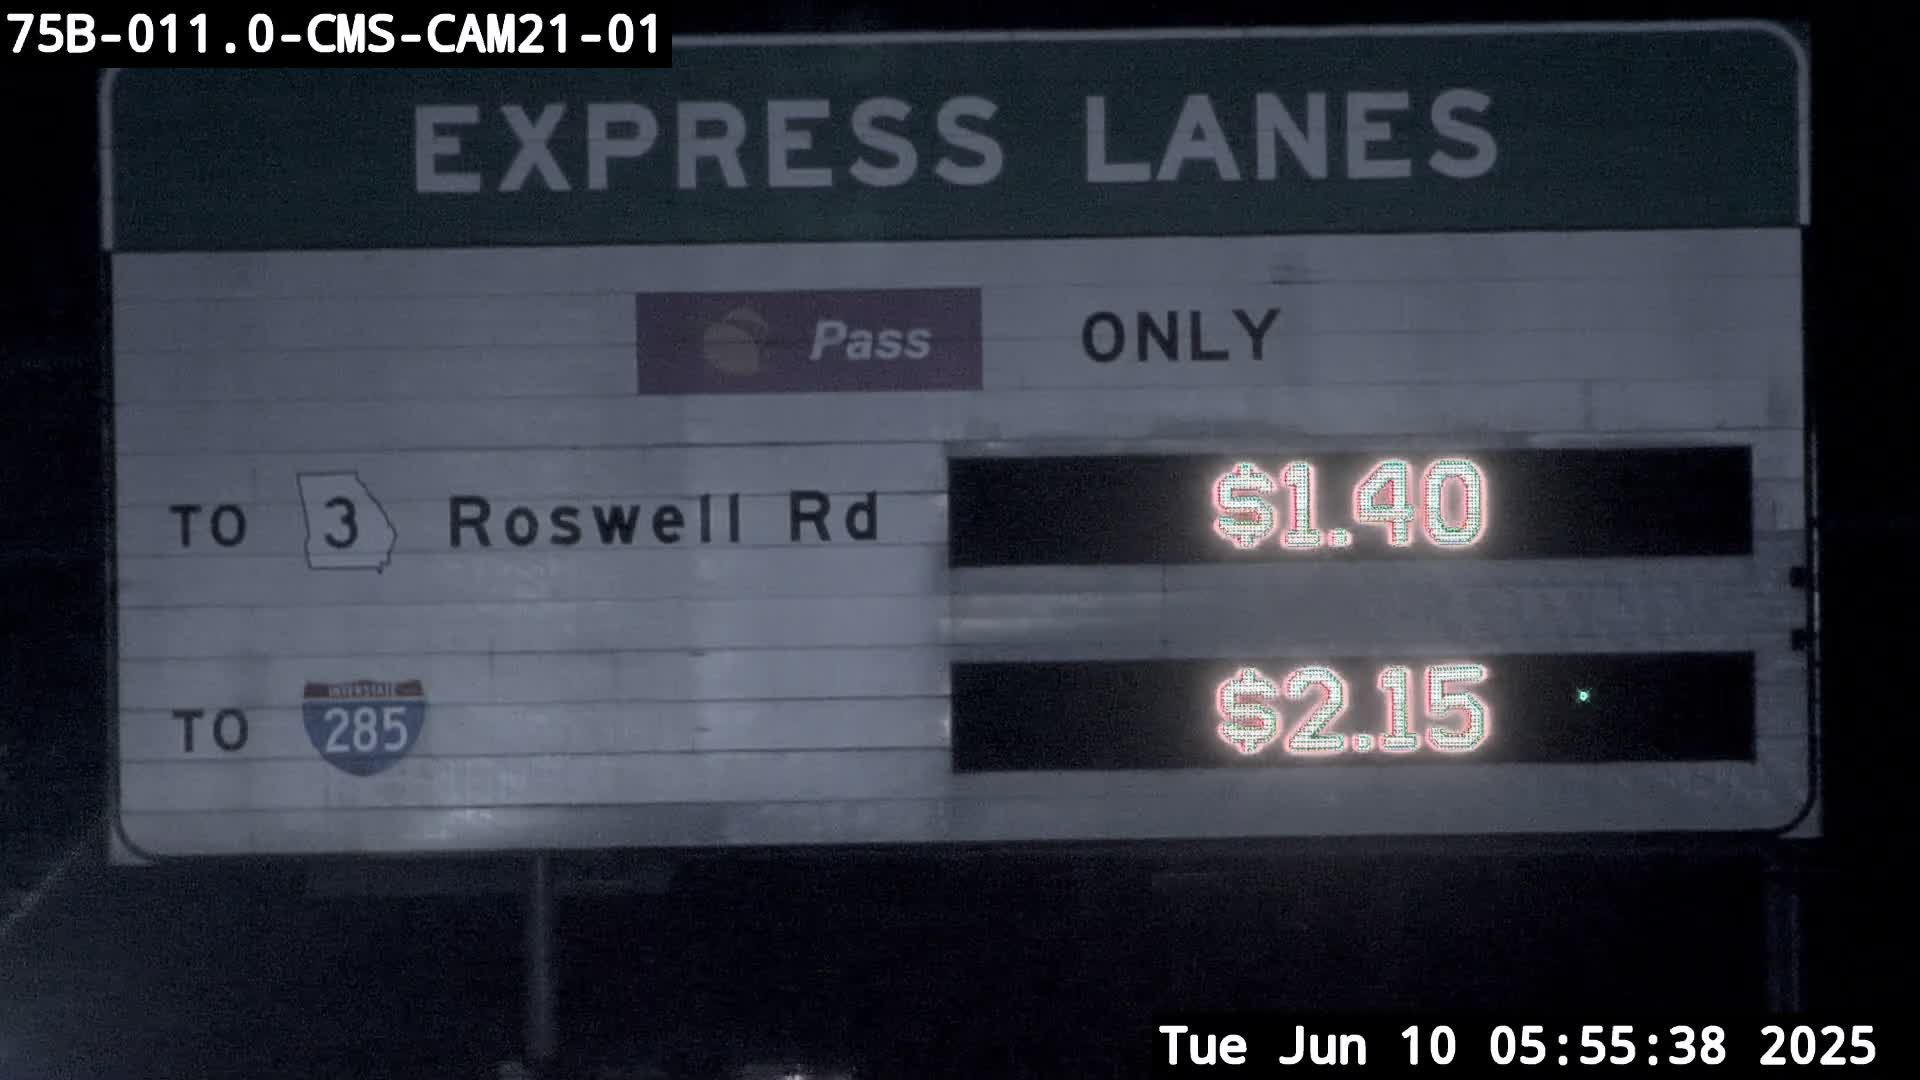 75B-011.0-CMS-CAM21-01
EXPRESS LANES
Pass ONLY
TO 3 Roswell Rd $1.40
INTERSTATE
TO 285 $2.15
Tue Jun 10 05:55:38 2025